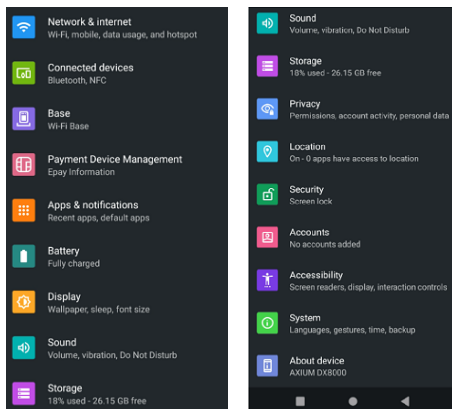 Network & internet
Wi-Fi, mobile, data usage, and hotspot
Connected devices
Bluetooth, NFC
Base
Wi-Fi Base
Payment Device Management
Epay Information
Apps & notifications
Recent apps, default apps
Battery
Fully charged
Display
Wallpaper, sleep, font size
Sound
Volume, vibration, Do Not Disturb
Storage
18% used - 26.15 GB free
Sound
Volume, vibration, Do Not Disturb
Storage
18% used - 26.15 GB free
Privacy
Permissions, account activity, personal data
Location
On - 0 apps have access to location
Security
Screen lock
Accounts
No accounts added
Accessibility
Screen readers, display, interaction controls
System
Languages, gestures, time, backup
About device
AXIUM DX8000